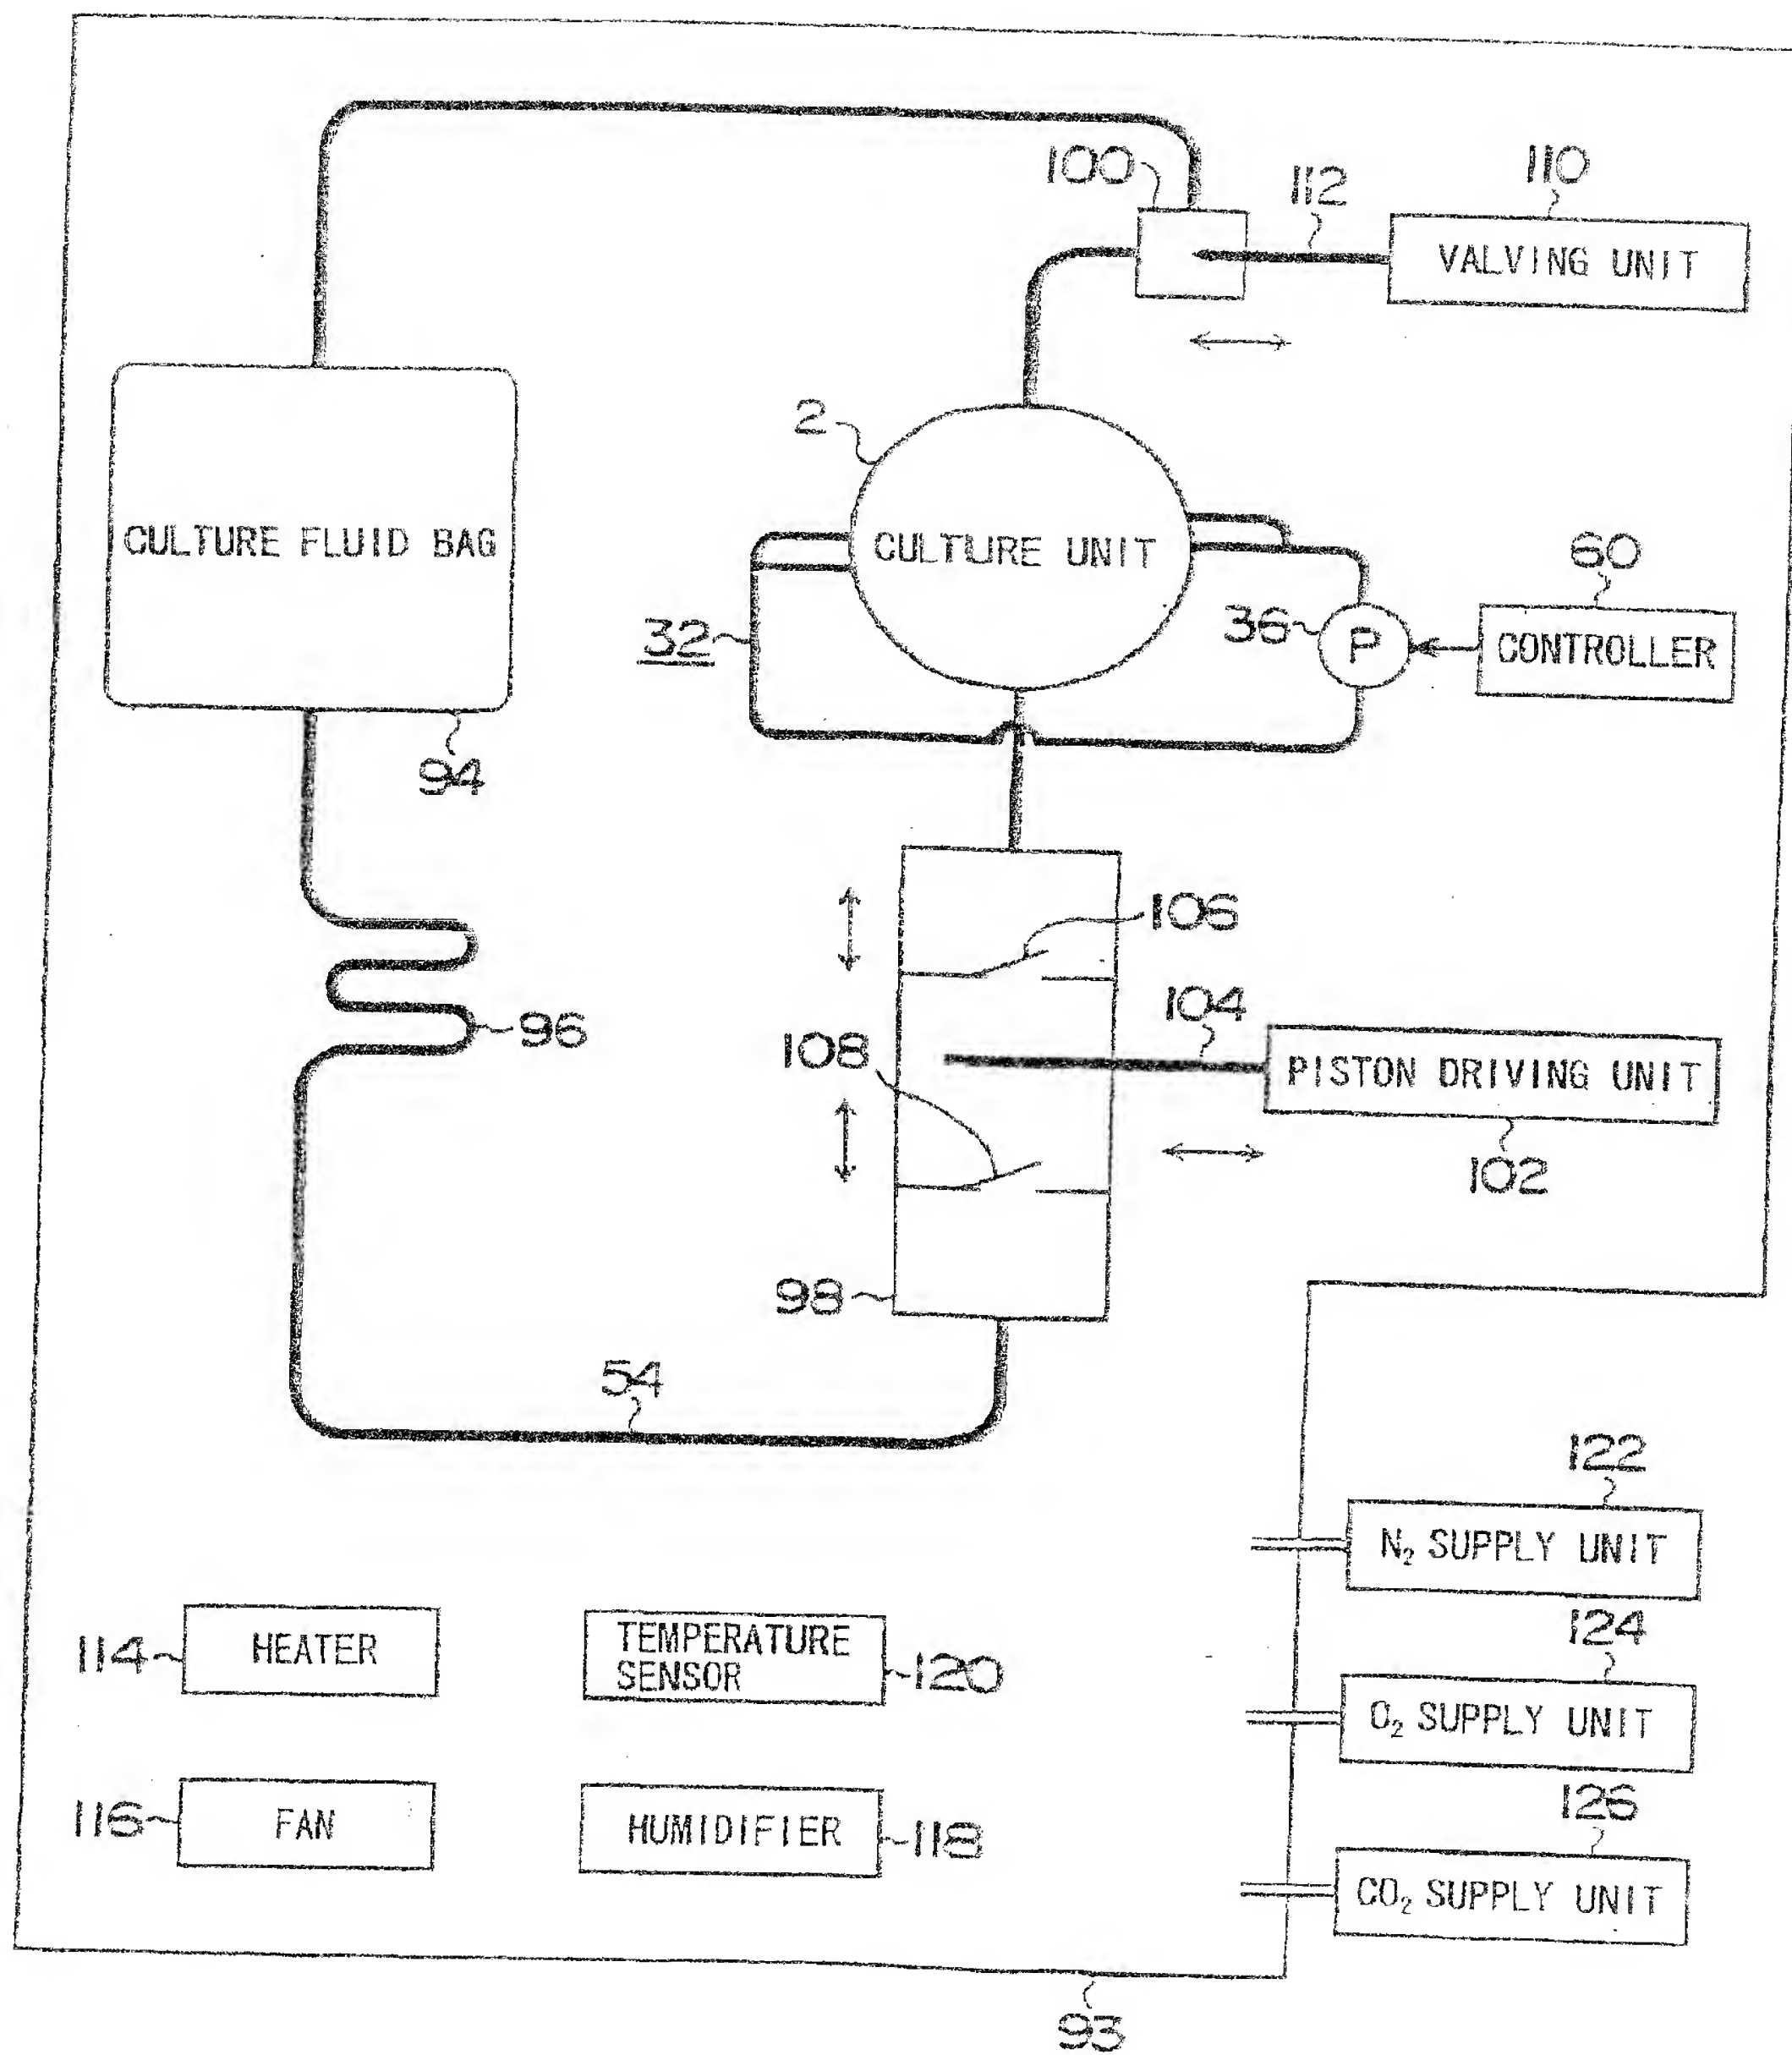 100
112
110
VALVING UNIT
2
CULTURE FLUID BAG
CULTURE UNIT
60
32
36
P
CONTROLLER
94
106
104
96
108
PISTON DRIVING UNIT
102
98
54
122
N₂ SUPPLY UNIT
124
114
HEATER
TEMPERATURE
SENSOR
120
O₂ SUPPLY UNIT
126
116
FAN
HUMIDIFIER
118
CO₂ SUPPLY UNIT
93